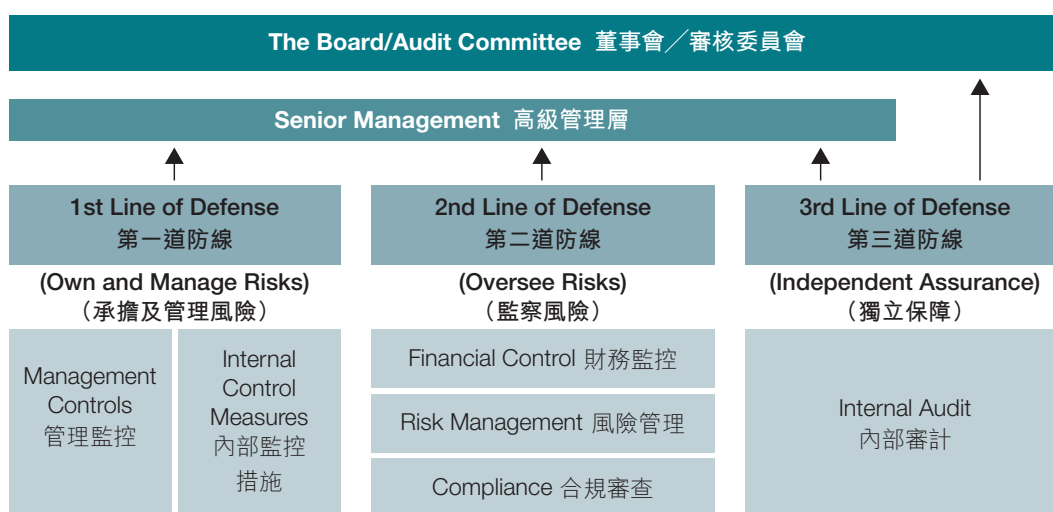 The Board/Audit Committee 董事會／審核委員會
Senior Management 高級管理層
1st Line of Defense
第一道防線
(Own and Manage Risks)
（承擔及管理風險）
Management
Controls
管理監控
Internal
Control
Measures
內部監控
措施
2nd Line of Defense
第二道防線
(Oversee Risks)
（監察風險）
Financial Control 財務監控
Risk Management 風險管理
Compliance 合規審查
3rd Line of Defense
第三道防線
(Independent Assurance)
（獨立保障）
Internal Audit
內部審計